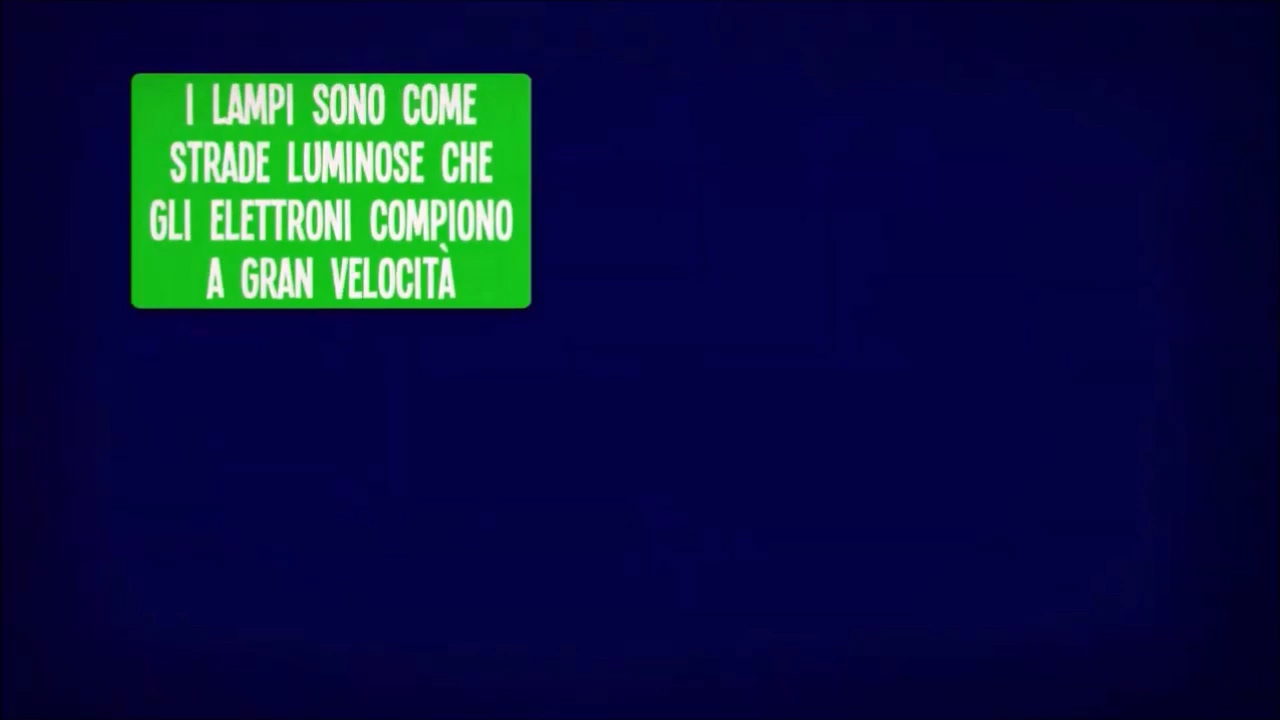 I LAMPI SONO COME
STRADE LUMINOSE CHE
GLI ELETTRONI COMPIONO
A GRAN VELOCITÀ